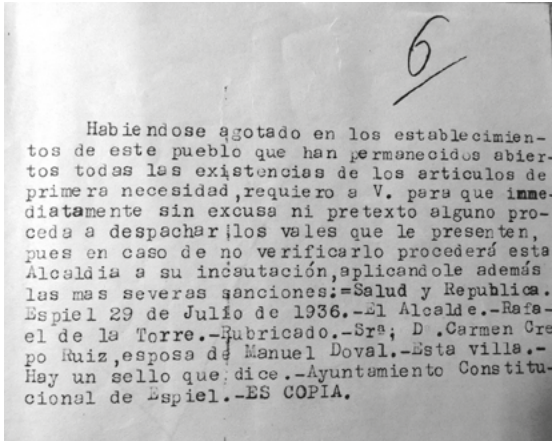 6
Habiendose agotado en los establecimien-
tos de este pueblo que han permanecidos abier-
tos todas las existencias de los articulos de
primera necesidad,requiero a V. para que inme-
diatamente sin excusa ni pretexto alguno pro-
ceda a despachar los vales que le presenten,
pues en caso de no verificarlo procederá esta
Alcaldia a su incautación,aplicandole además
las mas severas sanciones:=Salud y Republica.
Espiel 29 de Julio de 1936.-El Alcalde.-Rafa-
el de la Torre.-Rubricado.-Srª; D .Carmen Cre
po Ruiz,esposa de Manuel Doval.-Esta villa.-
Hay un sello que dice.-Ayuntamiento Constitu-
cional de Espiel.-ES COPIA.